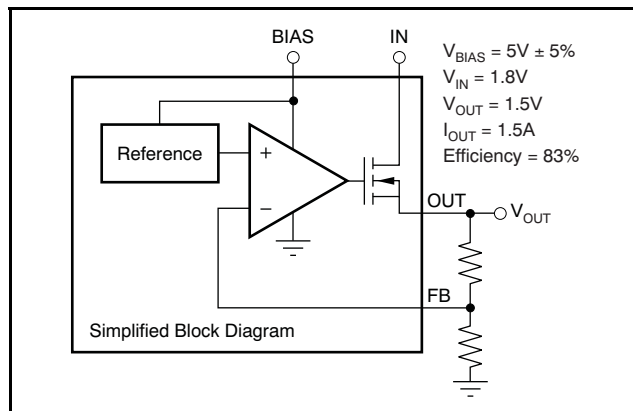 BIAS
IN
V_BIAS = 5V ± 5%
V_IN = 1.8V
V_OUT = 1.5V
I_OUT = 1.5A
Efficiency = 83%
Reference
+
−
OUT
V_OUT
FB
Simplified Block Diagram